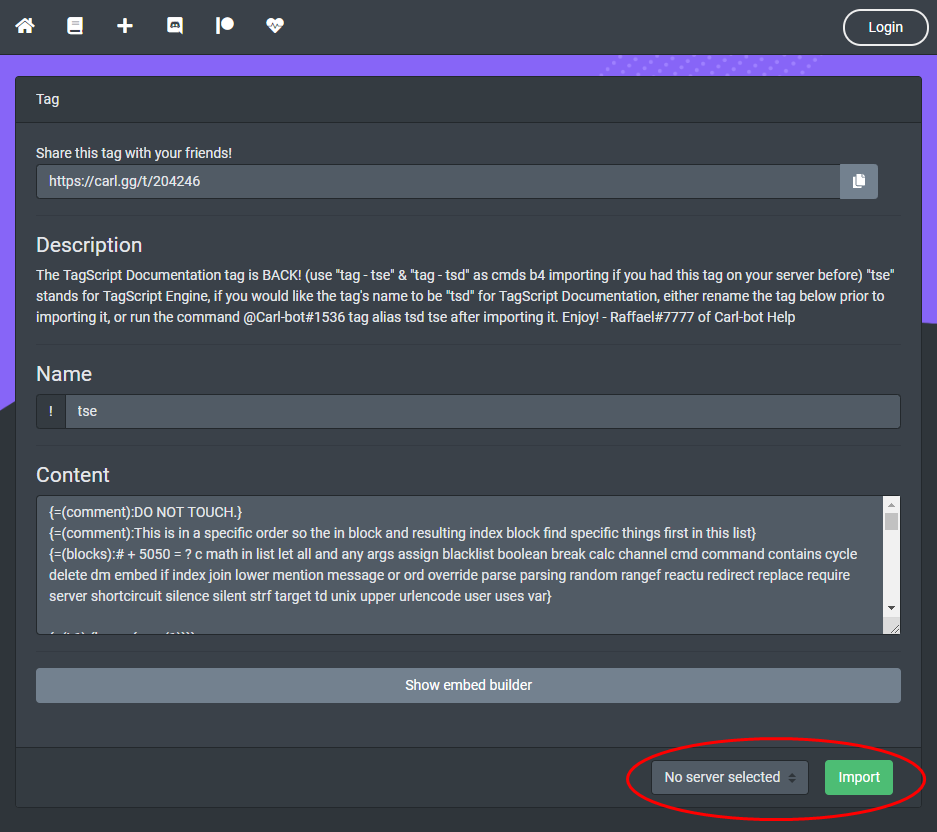 Login
Tag
Share this tag with your friends!
https://carl.gg/t/204246
Description
The TagScript Documentation tag is BACK! (use "tag - tse" & "tag - tsd" as cmds b4 importing if you had this tag on your server before) "tse"
stands for TagScript Engine, if you would like the tag's name to be "tsd" for TagScript Documentation, either rename the tag below prior to
importing it, or run the command @Carl-bot#1536 tag alias tsd tse after importing it. Enjoy! - Raffael#7777 of Carl-bot Help
Name
! tse
Content
{=(comment):DO NOT TOUCH.}
{=(comment):This is in a specific order so the in block and resulting index block find specific things first in this list}
{=(blocks):# + 5050 = ? c math in list let all and any args assign blacklist boolean break calc channel cmd command contains cycle
delete dm embed if index join lower mention message or ord override parse parsing random rangef reactu redirect replace require
server shortcircuit silence silent strf target td unix upper urlencode user uses var}
Show embed builder
No server selected Import